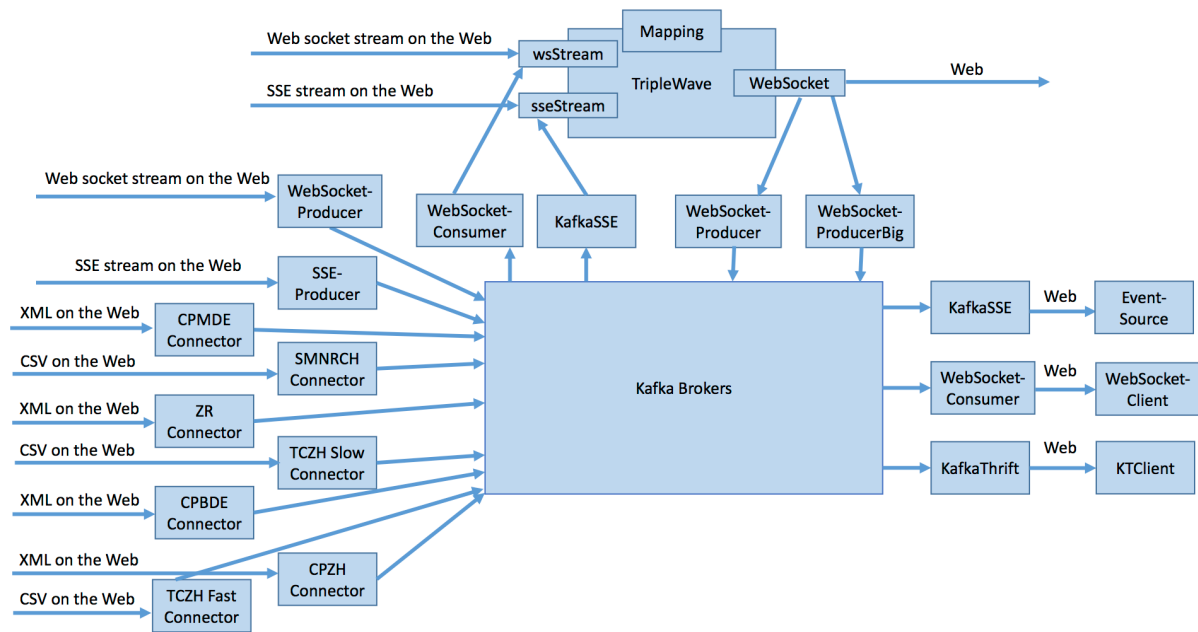 Mapping
Web socket stream on the Web
wsStream
TripleWave
WebSocket
Web
SSE stream on the Web
sseStream
Web socket stream on the Web
WebSocket-
Producer
WebSocket-
Consumer
KafkaSSE
WebSocket-
Producer
WebSocket-
ProducerBig
SSE stream on the Web
SSE-
Producer
XML on the Web
CPMDE
Connector
CSV on the Web
SMNRCH
Connector
XML on the Web
ZR
Connector
CSV on the Web
TCZH Slow
Connector
XML on the Web
CPBDE
Connector
XML on the Web
CPZH
Connector
CSV on the Web
TCZH Fast
Connector
Kafka Brokers
KafkaSSE
Web
Event-
Source
WebSocket-
Consumer
Web
WebSocket-
Client
KafkaThrift
Web
KTClient